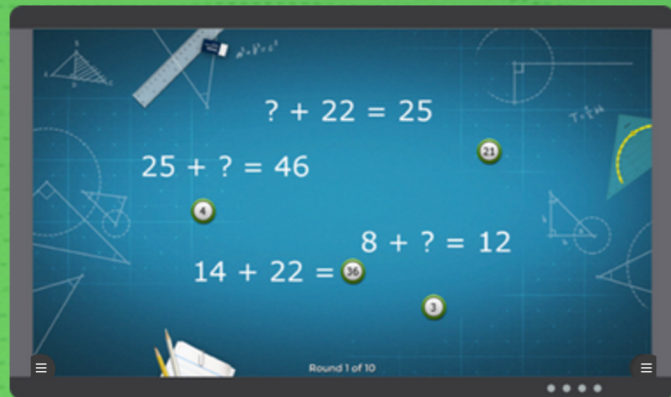 ? + 22 = 25
21
25 + ? = 46
4
8 + ? = 12
14 + 22 = 36
3
Round 1 of 10